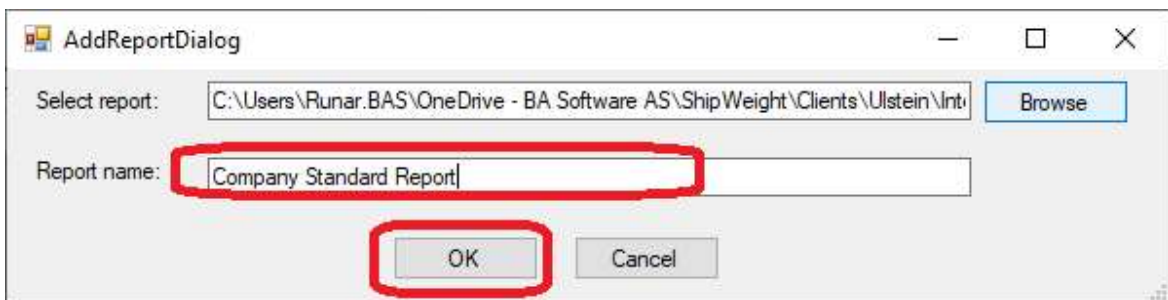 AddReportDialog
Select report: C:\Users\Runar.BAS\OneDrive - BA Software AS\ShipWeight\Clients\Ulstein\Int Browse
Report name: Company Standard Report
OK Cancel